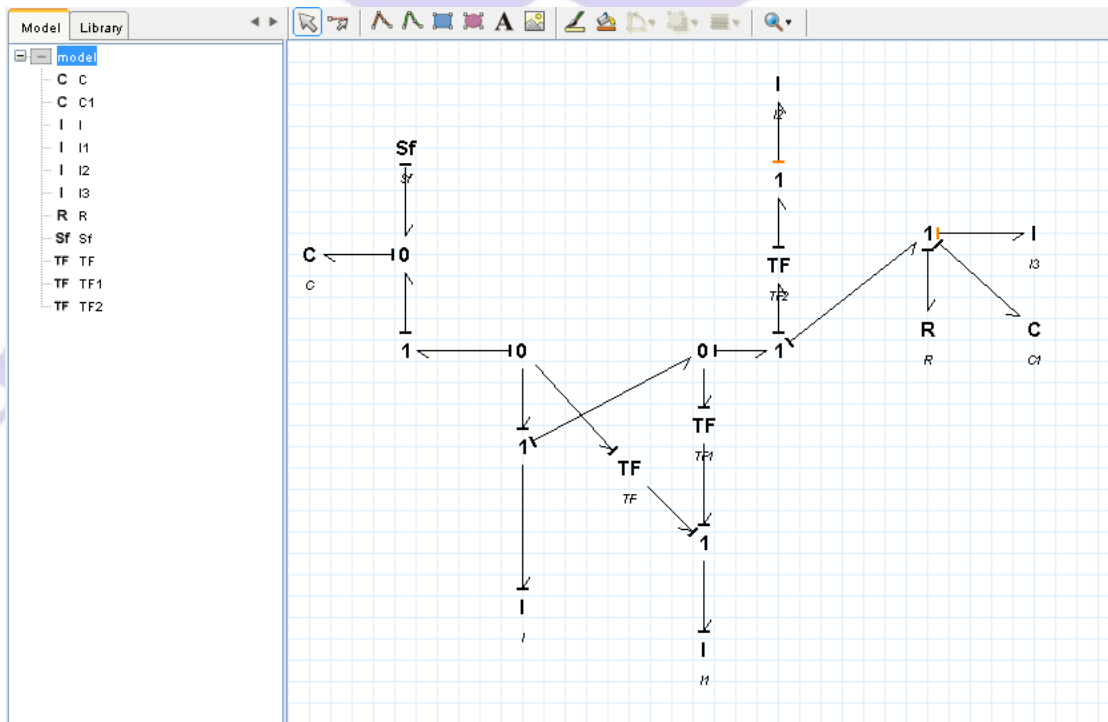 Model Library
A
model
C C
C C1
I I
I I1
I I2
I I3
R R
Sf Sf
TF TF
TF TF1
TF TF2
I
I2
Sf
Sf
1
C 0
C
1 I
I3
TF
TF2
R C
R C1
1 0 0 1
1
TF
TF1
TF
TF
1
I
I
I
I1